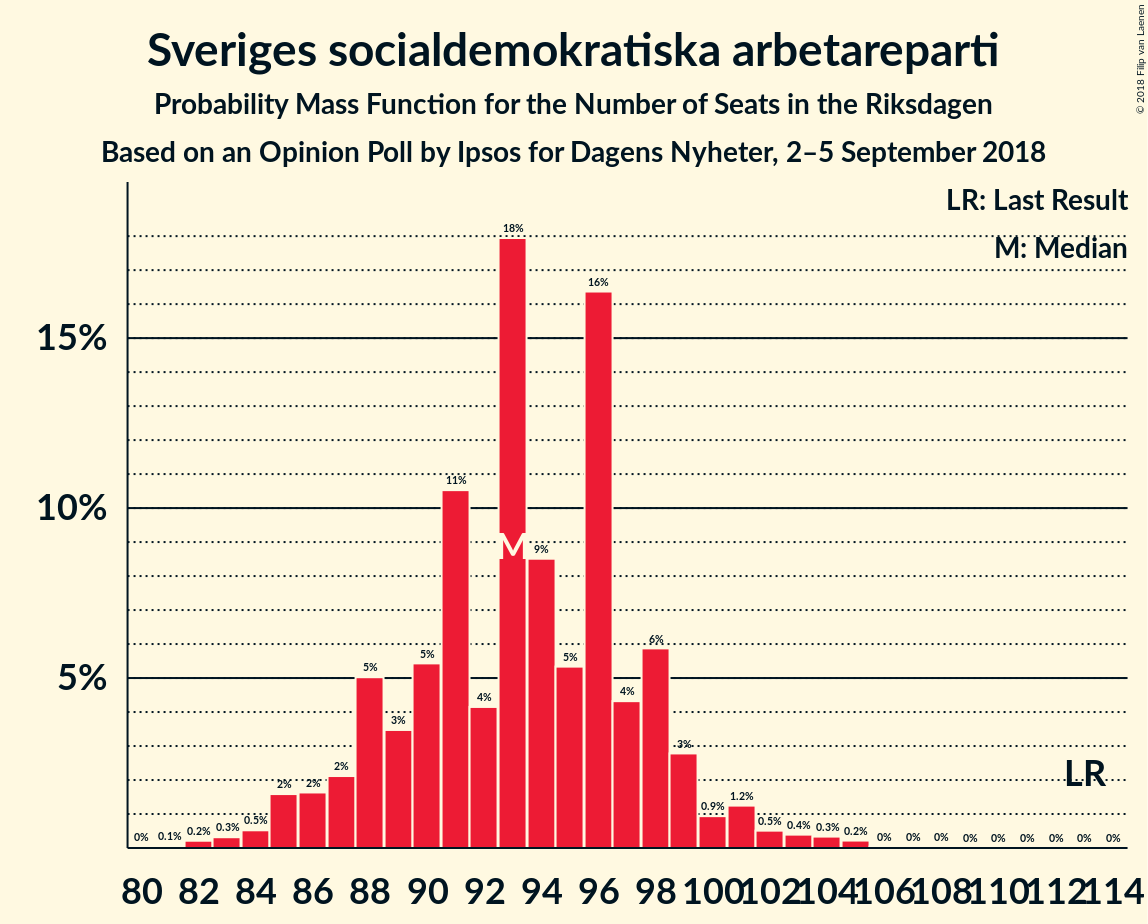 Sveriges socialdemokratiska arbetareparti
Probability Mass Function for the Number of Seats in the Riksdagen
Based on an Opinion Poll by Ipsos for Dagens Nyheter, 2–5 September 2018
© 2018 Filip van Laenen
LR: Last Result
M: Median
15%
10%
5%
0% 0.1% 0.2% 0.3% 0.5% 2% 2% 2% 5% 3% 5% 11% 4% 18% 9% 5% 16% 4% 6% 3% 0.9% 1.2% 0.5% 0.4% 0.3% 0.2% 0% 0% 0% 0% 0% 0% 0% 0% 0%
M
LR
80 82 84 86 88 90 92 94 96 98 100 102 104 106 108 110 112 114